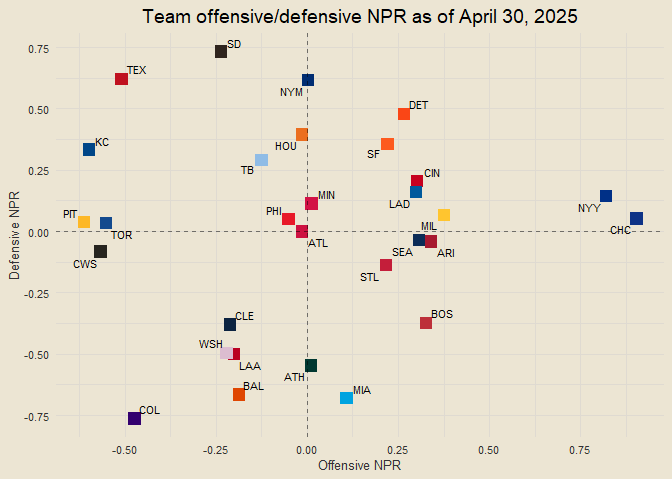 Team offensive/defensive NPR as of April 30, 2025
0.75
0.50
0.25
0.00
-0.25
-0.50
-0.75
Defensive NPR
SD
TEX
NYM
DET
KC
HOU
SF
TB
CIN
MIN
LAD
NYY
PIT
PHI
TOR
MIL
CHC
ATL
SEA
ARI
CWS
STL
CLE
BOS
WSH
LAA
ATH
BAL
MIA
COL
-0.50
-0.25
0.00
0.25
0.50
0.75
Offensive NPR